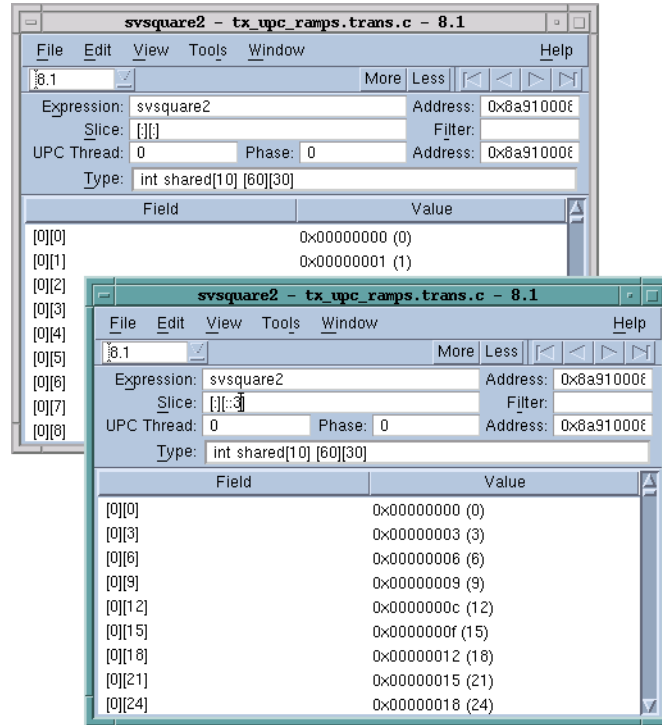 svsquare2 - tx_upc_ramps.trans.c - 8.1
File Edit View Tools Window Help
8.1 More Less
Expression: svsquare2 Address: 0x8a910008
Slice: [:][:] Filter:
UPC Thread: 0 Phase: 0 Address: 0x8a910008
Type: int shared[10] [60][30]
Field Value
[0][0] 0x00000000 (0)
[0][1] 0x00000001 (1)
[0][2]
[0][3]
[0][4]
[0][5]
[0][6]
[0][7]
[0][8]
svsquare2 - tx_upc_ramps.trans.c - 8.1
File Edit View Tools Window Help
8.1 More Less
Expression: svsquare2 Address: 0x8a910008
Slice: [:][::3] Filter:
UPC Thread: 0 Phase: 0 Address: 0x8a910008
Type: int shared[10] [60][30]
Field Value
[0][0] 0x00000000 (0)
[0][3] 0x00000003 (3)
[0][6] 0x00000006 (6)
[0][9] 0x00000009 (9)
[0][12] 0x0000000c (12)
[0][15] 0x0000000f (15)
[0][18] 0x00000012 (18)
[0][21] 0x00000015 (21)
[0][24] 0x00000018 (24)